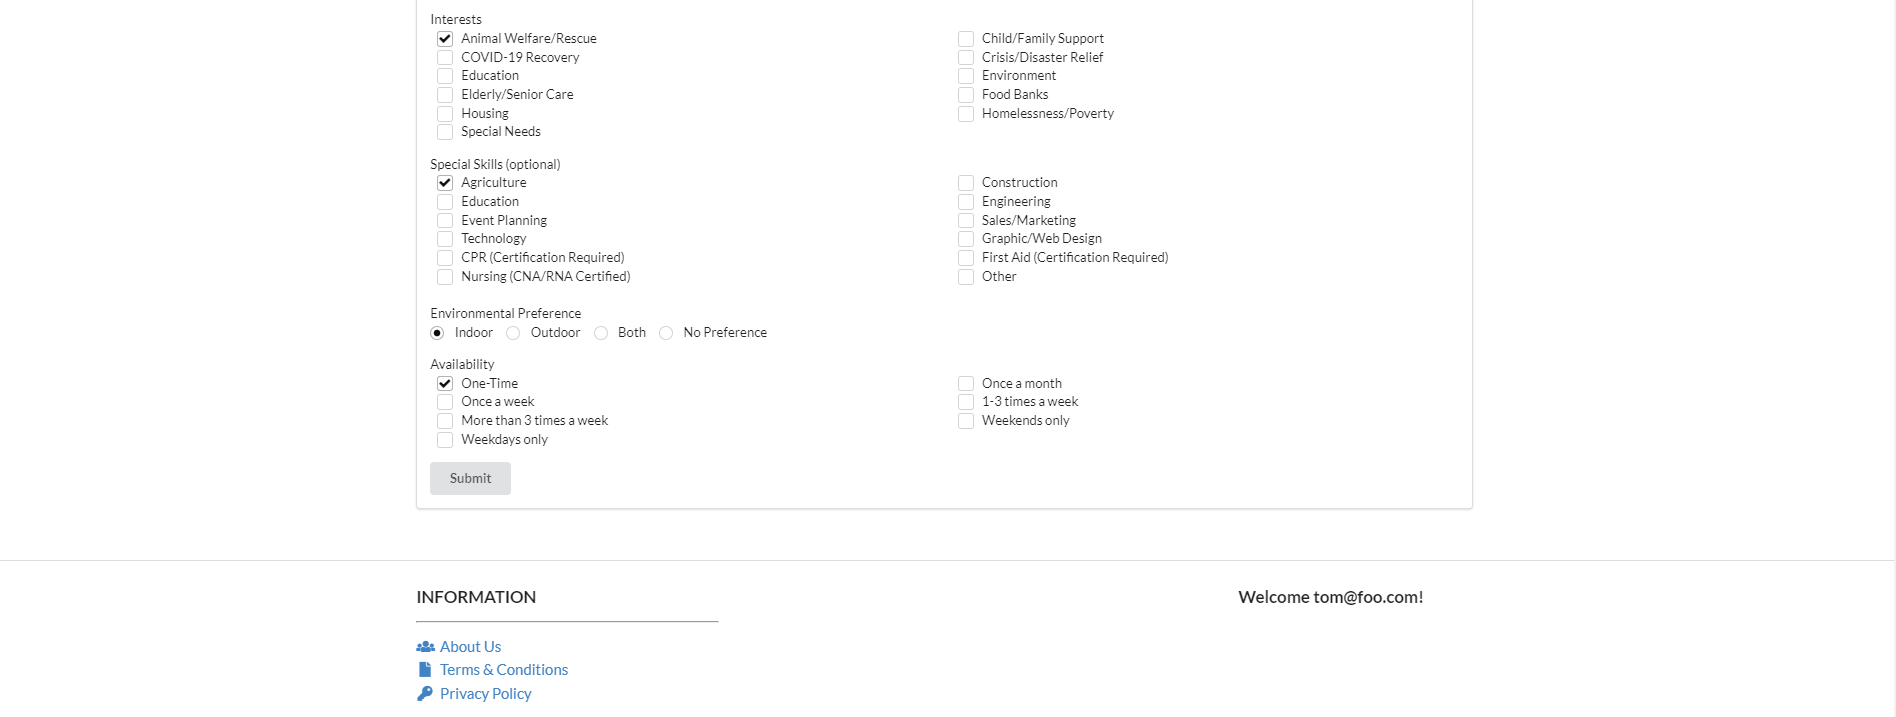 Interests
Animal Welfare/Rescue Child/Family Support
COVID-19 Recovery Crisis/Disaster Relief
Education Environment
Elderly/Senior Care Food Banks
Housing Homelessness/Poverty
Special Needs
Special Skills (optional)
Agriculture Construction
Education Engineering
Event Planning Sales/Marketing
Technology Graphic/Web Design
CPR (Certification Required) First Aid (Certification Required)
Nursing (CNA/RNA Certified) Other
Environmental Preference
Indoor Outdoor Both No Preference
Availability
One-Time Once a month
Once a week 1-3 times a week
More than 3 times a week Weekends only
Weekdays only
Submit
INFORMATION Welcome tom@foo.com!
About Us
Terms & Conditions
Privacy Policy